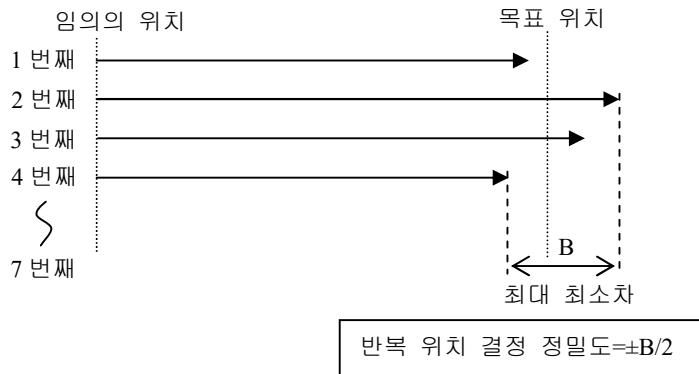 임의의 위치
목표 위치
1 번째
2 번째
3 번째
4 번째
7 번째
B
최대 최소차
반복 위치 결정 정밀도=±B/2